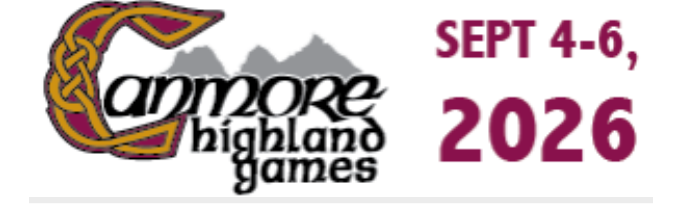 Canmore
highland
games
SEPT 4-6,
2026